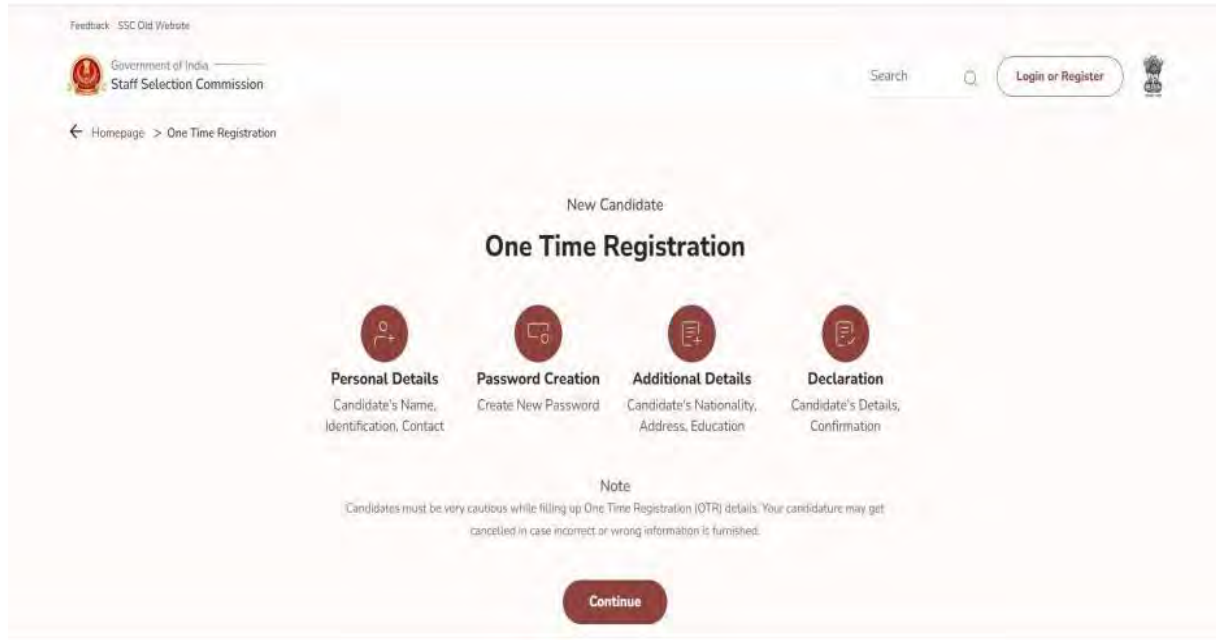 Feedback SSC Old Website
Government of India
Staff Selection Commission
Search
Login or Register
Homepage > One Time Registration
New Candidate
One Time Registration
Personal Details
Candidate's Name,
Identification, Contact
Password Creation
Create New Password
Additional Details
Candidate's Nationality,
Address, Education
Declaration
Candidate's Details,
Confirmation
Note
Candidates must be very cautious while filling up One Time Registration (OTR) details. Your candidature may get
cancelled in case incorrect or wrong information is furnished.
Continue